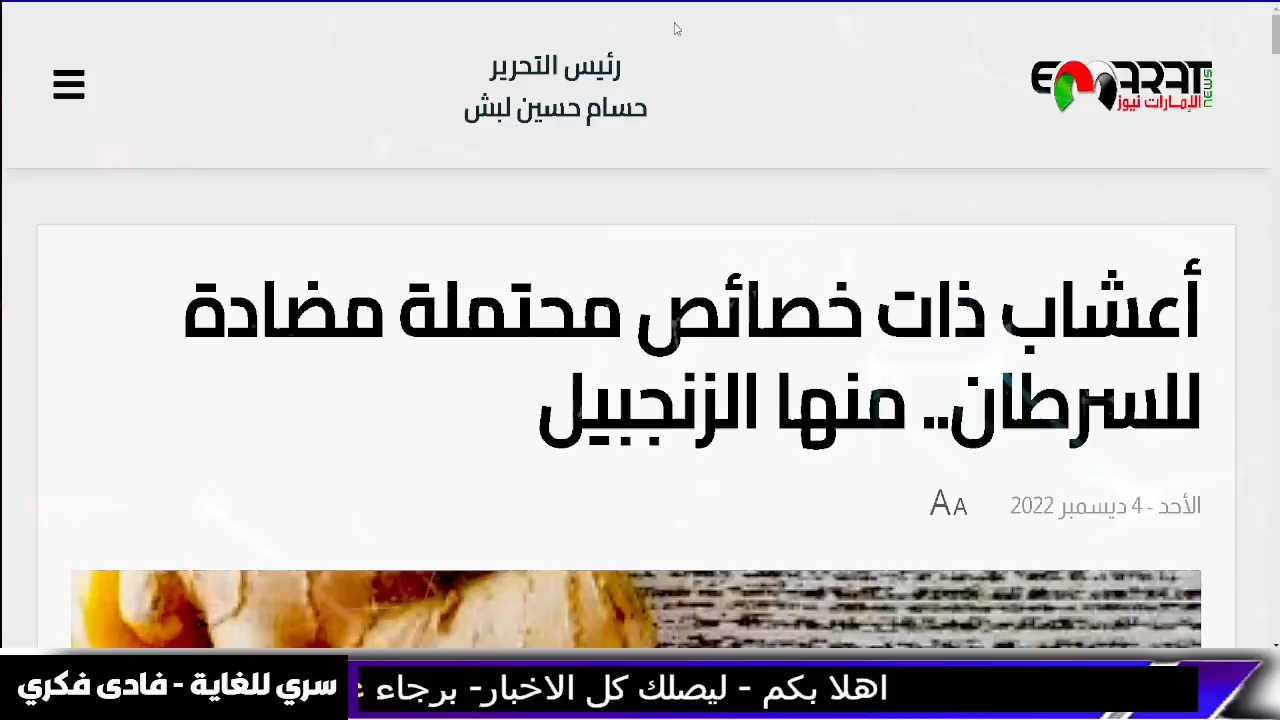 رئيس التحرير
حسام حسين لبش
EMARAT NEWS
الإمارات نيوز
أعشاب ذات خصائص محتملة مضادة
للسرطان.. منها الزنجبيل
الأحد - 4 ديسمبر 2022
AA
اهلا بكم - ليصلك كل الاخبار- برجاء
سري للغاية - فادى فكري